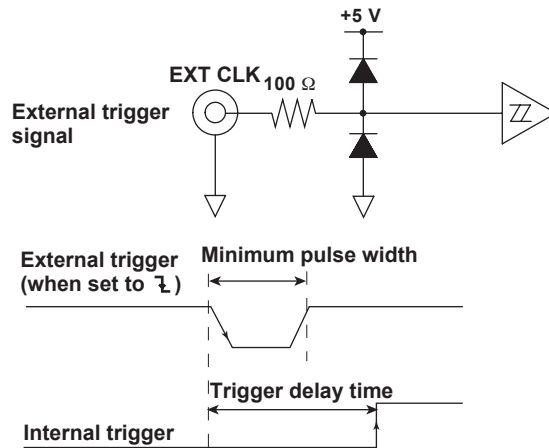 +5 V
EXT CLK
100 Ω
External trigger
signal
Minimum pulse width
External trigger
(when set to )
Trigger delay time
Internal trigger